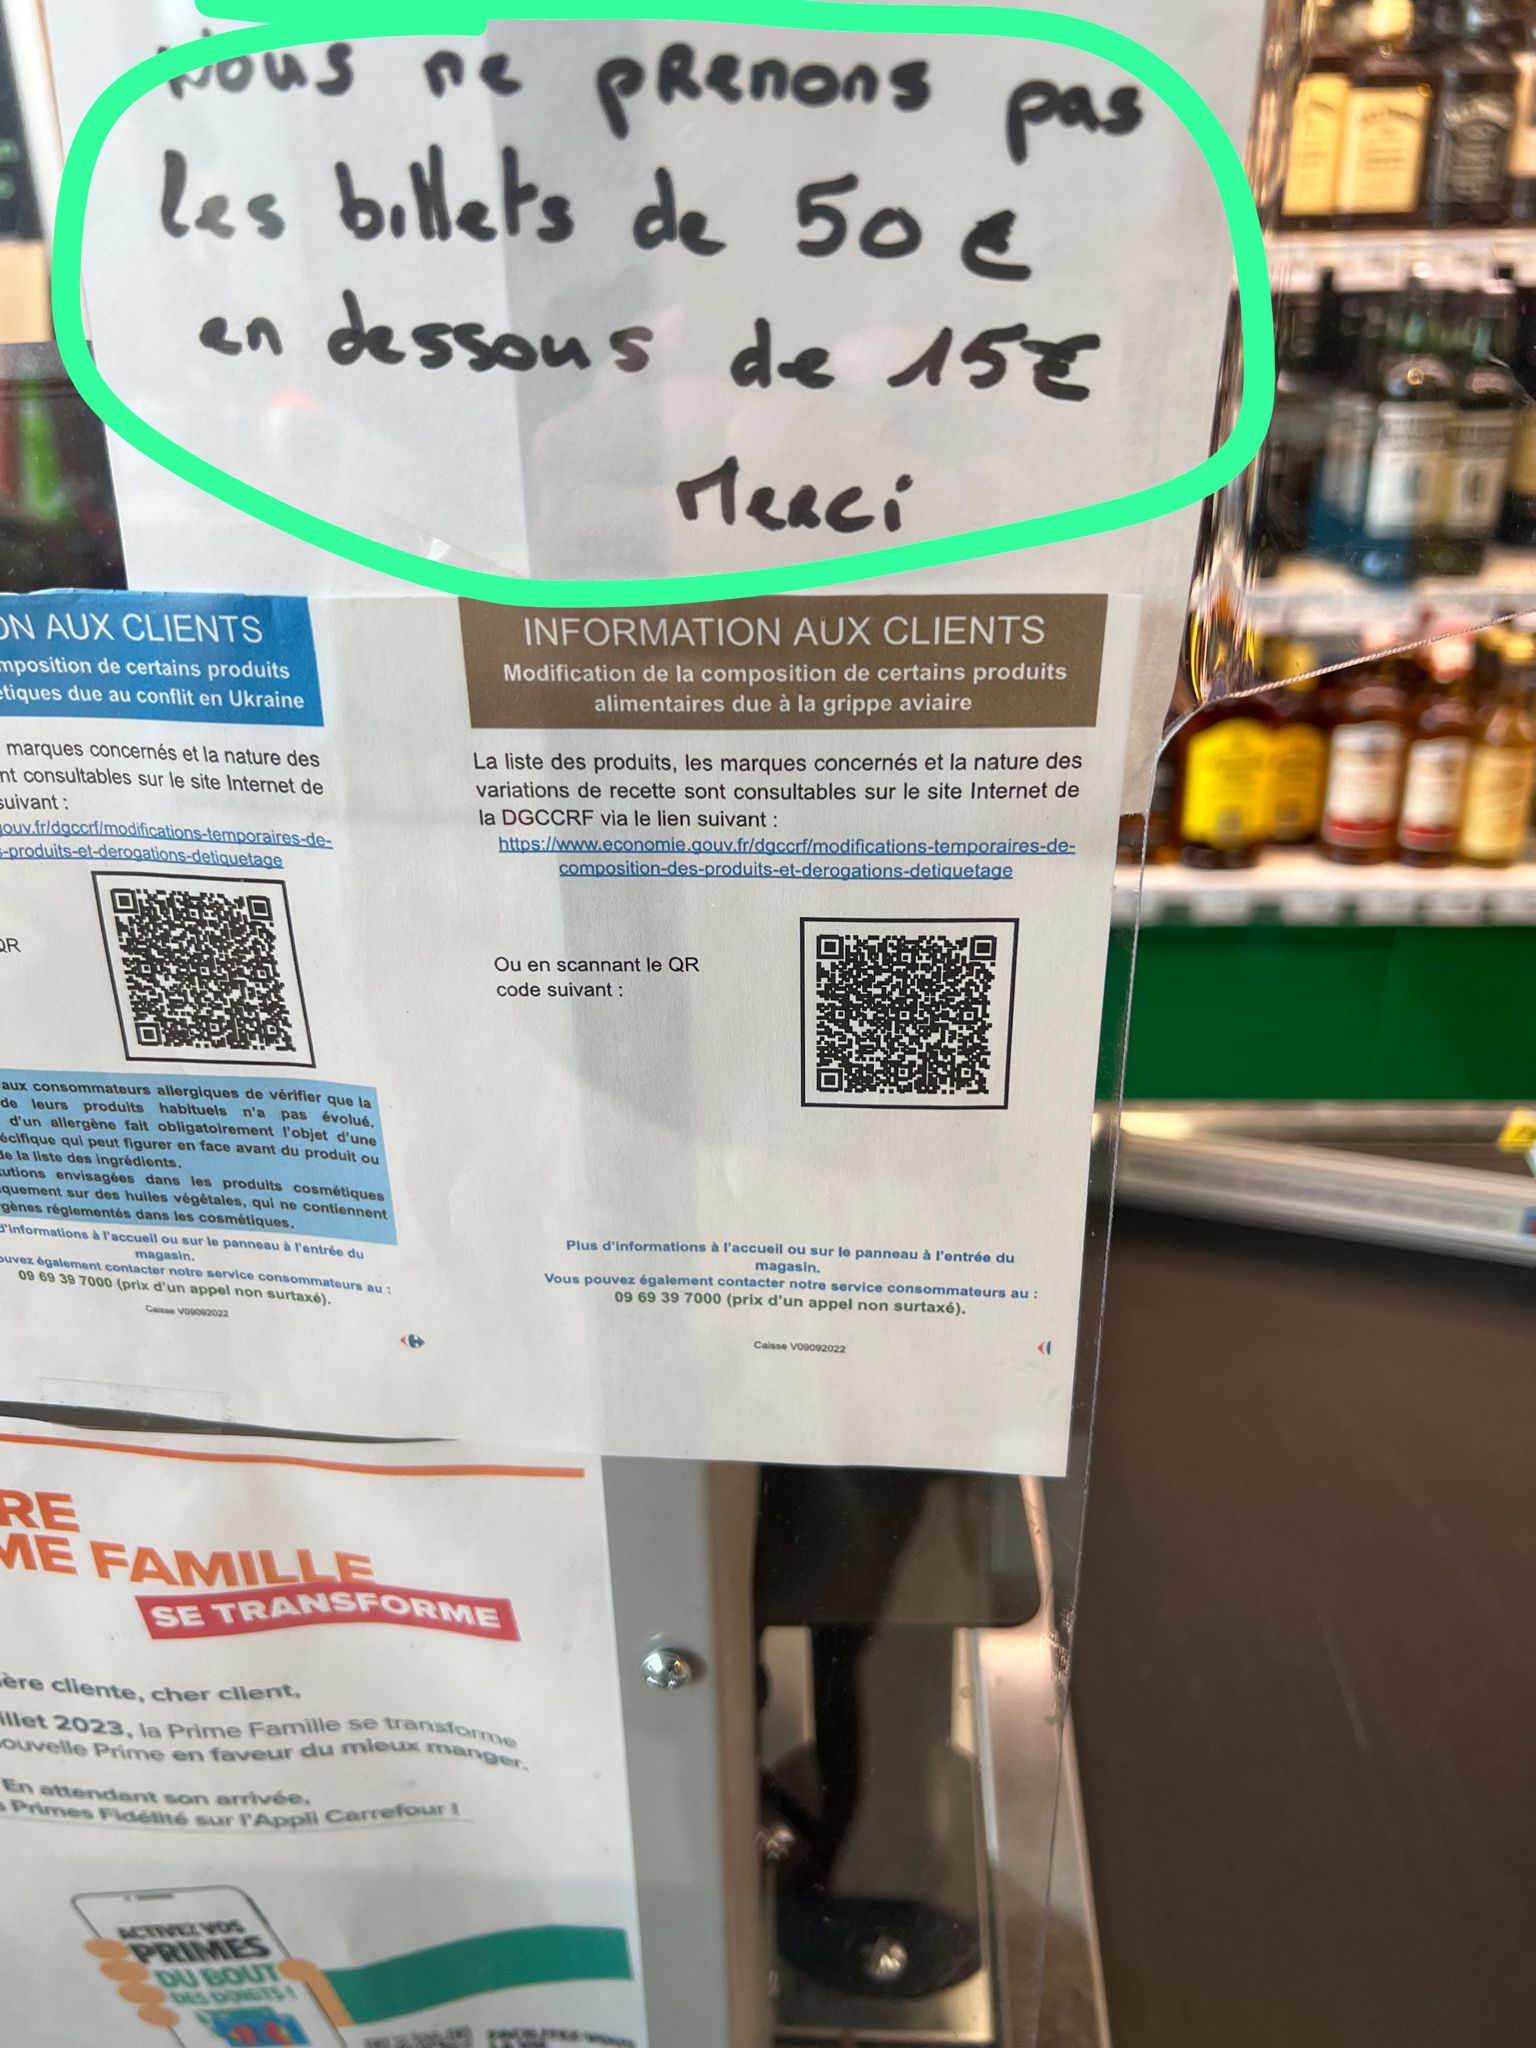 Nous ne prenons pas
les billets de 50 €
en dessous de 15€
Merci
ON AUX CLIENTS
mposition de certains produits
étiques due au conflit en Ukraine
marques concernés et la nature des
nt consultables sur le site Internet de
suivant :
gouv.fr/dgccrf/modifications-temporaires-de-
s-produits-et-derogations-detiquetage
QR
aux consommateurs allergiques de vérifier que la
de leurs produits habituels n'a pas évolué.
d'un allergène fait obligatoirement l'objet d'une
écifique qui peut figurer en face avant du produit ou
de la liste des ingrédients.
utions envisagées dans les produits cosmétiques
quement sur des huiles végétales, qui ne contiennent
gènes réglementés dans les cosmétiques.
d'informations à l'accueil ou sur le panneau à l'entrée du
magasin.
ouvez également contacter notre service consommateurs au :
09 69 39 7000 (prix d'un appel non surtaxé).
Caisse V09092022
INFORMATION AUX CLIENTS
Modification de la composition de certains produits
alimentaires due à la grippe aviaire
La liste des produits, les marques concernés et la nature des
variations de recette sont consultables sur le site Internet de
la DGCCRF via le lien suivant :
https://www.economie.gouv.fr/dgccrf/modifications-temporaires-de-
composition-des-produits-et-derogations-detiquetage
Ou en scannant le QR
code suivant :
Plus d'informations à l'accueil ou sur le panneau à l'entrée du
magasin.
Vous pouvez également contacter notre service consommateurs au :
09 69 39 7000 (prix d'un appel non surtaxé).
Caisse V09092022
RE
ME FAMILLE
SE TRANSFORME
ère cliente, cher client,
illet 2023, la Prime Famille se transforme
ouvelle Prime en faveur du mieux manger.
En attendant son arrivée,
s Primes Fidélité sur l'Appli Carrefour !
ACTIVEZ VOS
PRIMES
DU BOUT
DES DOIGTS !